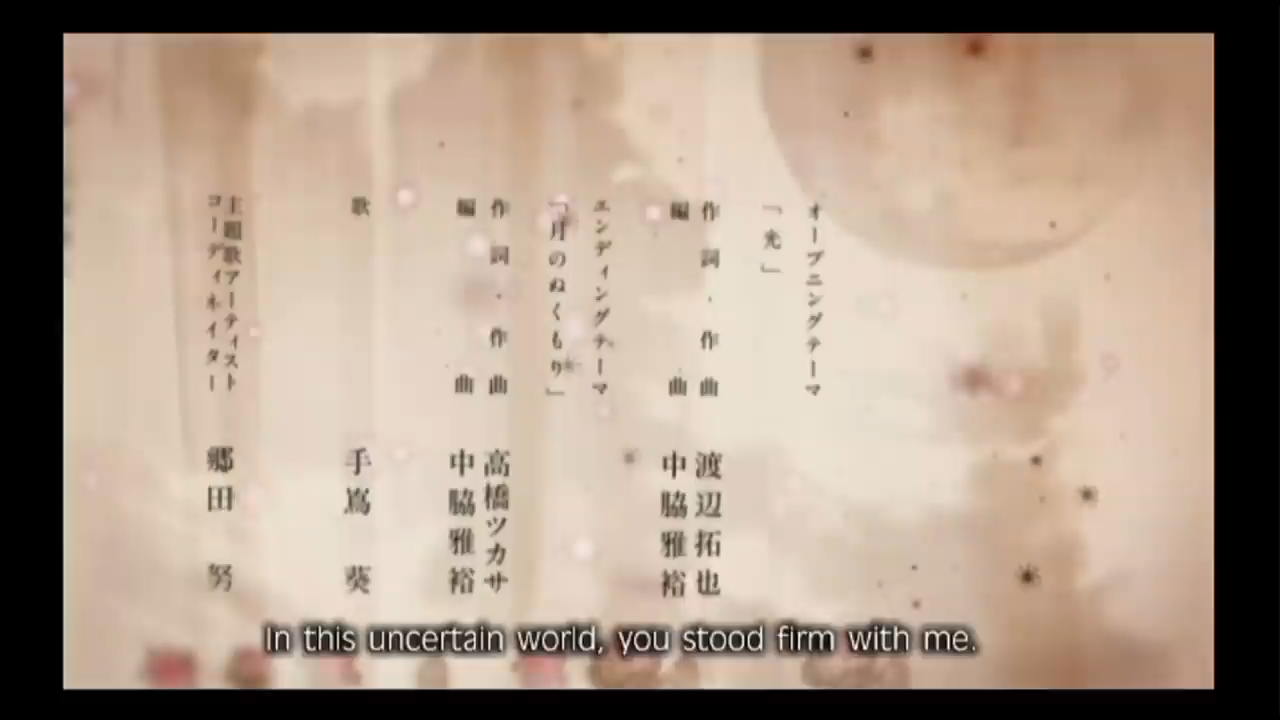 オープニングテーマ
「光」
作詞・作曲 渡辺拓也
編曲 中脇雅裕
エンディングテーマ
「月のぬくもり」
作詞・作曲 高橋ツカサ
編曲 中脇雅裕
歌 手嶌葵
主題歌アーティスト
コーディネイター 郷田努
In this uncertain world, you stood firm with me.